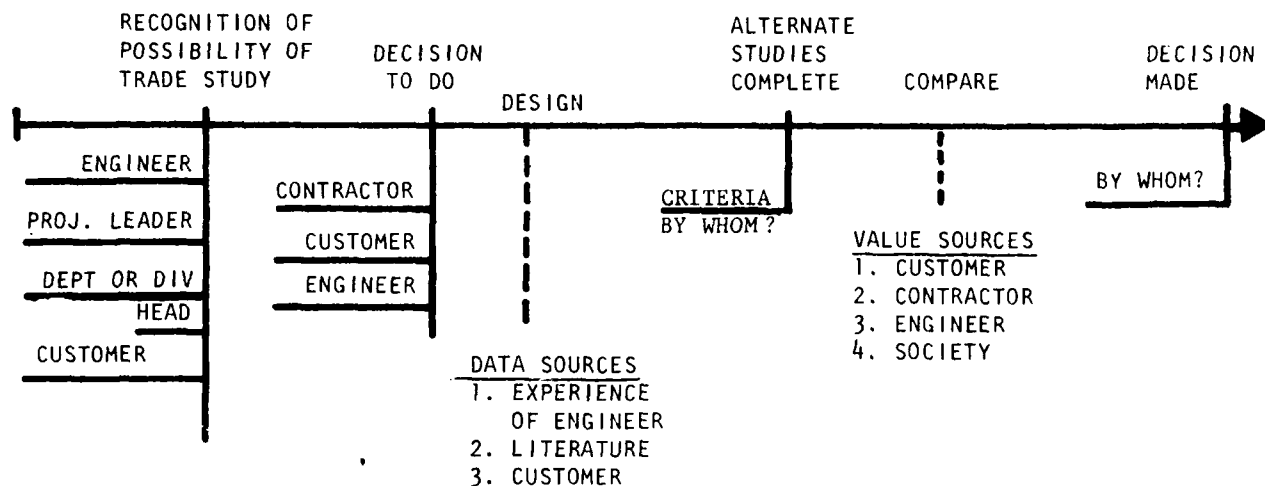 RECOGNITION OF
POSSIBILITY OF
TRADE STUDY
DECISION
TO DO
DESIGN
ALTERNATE
STUDIES
COMPLETE
COMPARE
DECISION
MADE
ENGINEER
PROJ. LEADER
DEPT OR DIV
HEAD
CUSTOMER
CONTRACTOR
CUSTOMER
ENGINEER
DATA SOURCES
1. EXPERIENCE
OF ENGINEER
2. LITERATURE
3. CUSTOMER
CRITERIA
BY WHOM?
VALUE SOURCES
1. CUSTOMER
2. CONTRACTOR
3. ENGINEER
4. SOCIETY
BY WHOM?